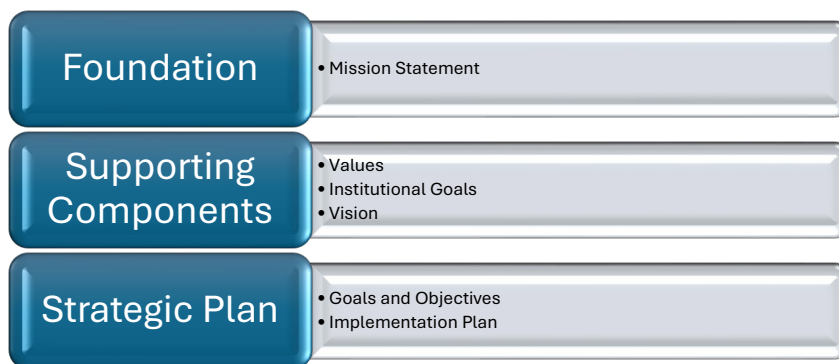 Foundation
• Mission Statement
Supporting
Components
• Values
• Institutional Goals
• Vision
Strategic Plan
• Goals and Objectives
• Implementation Plan